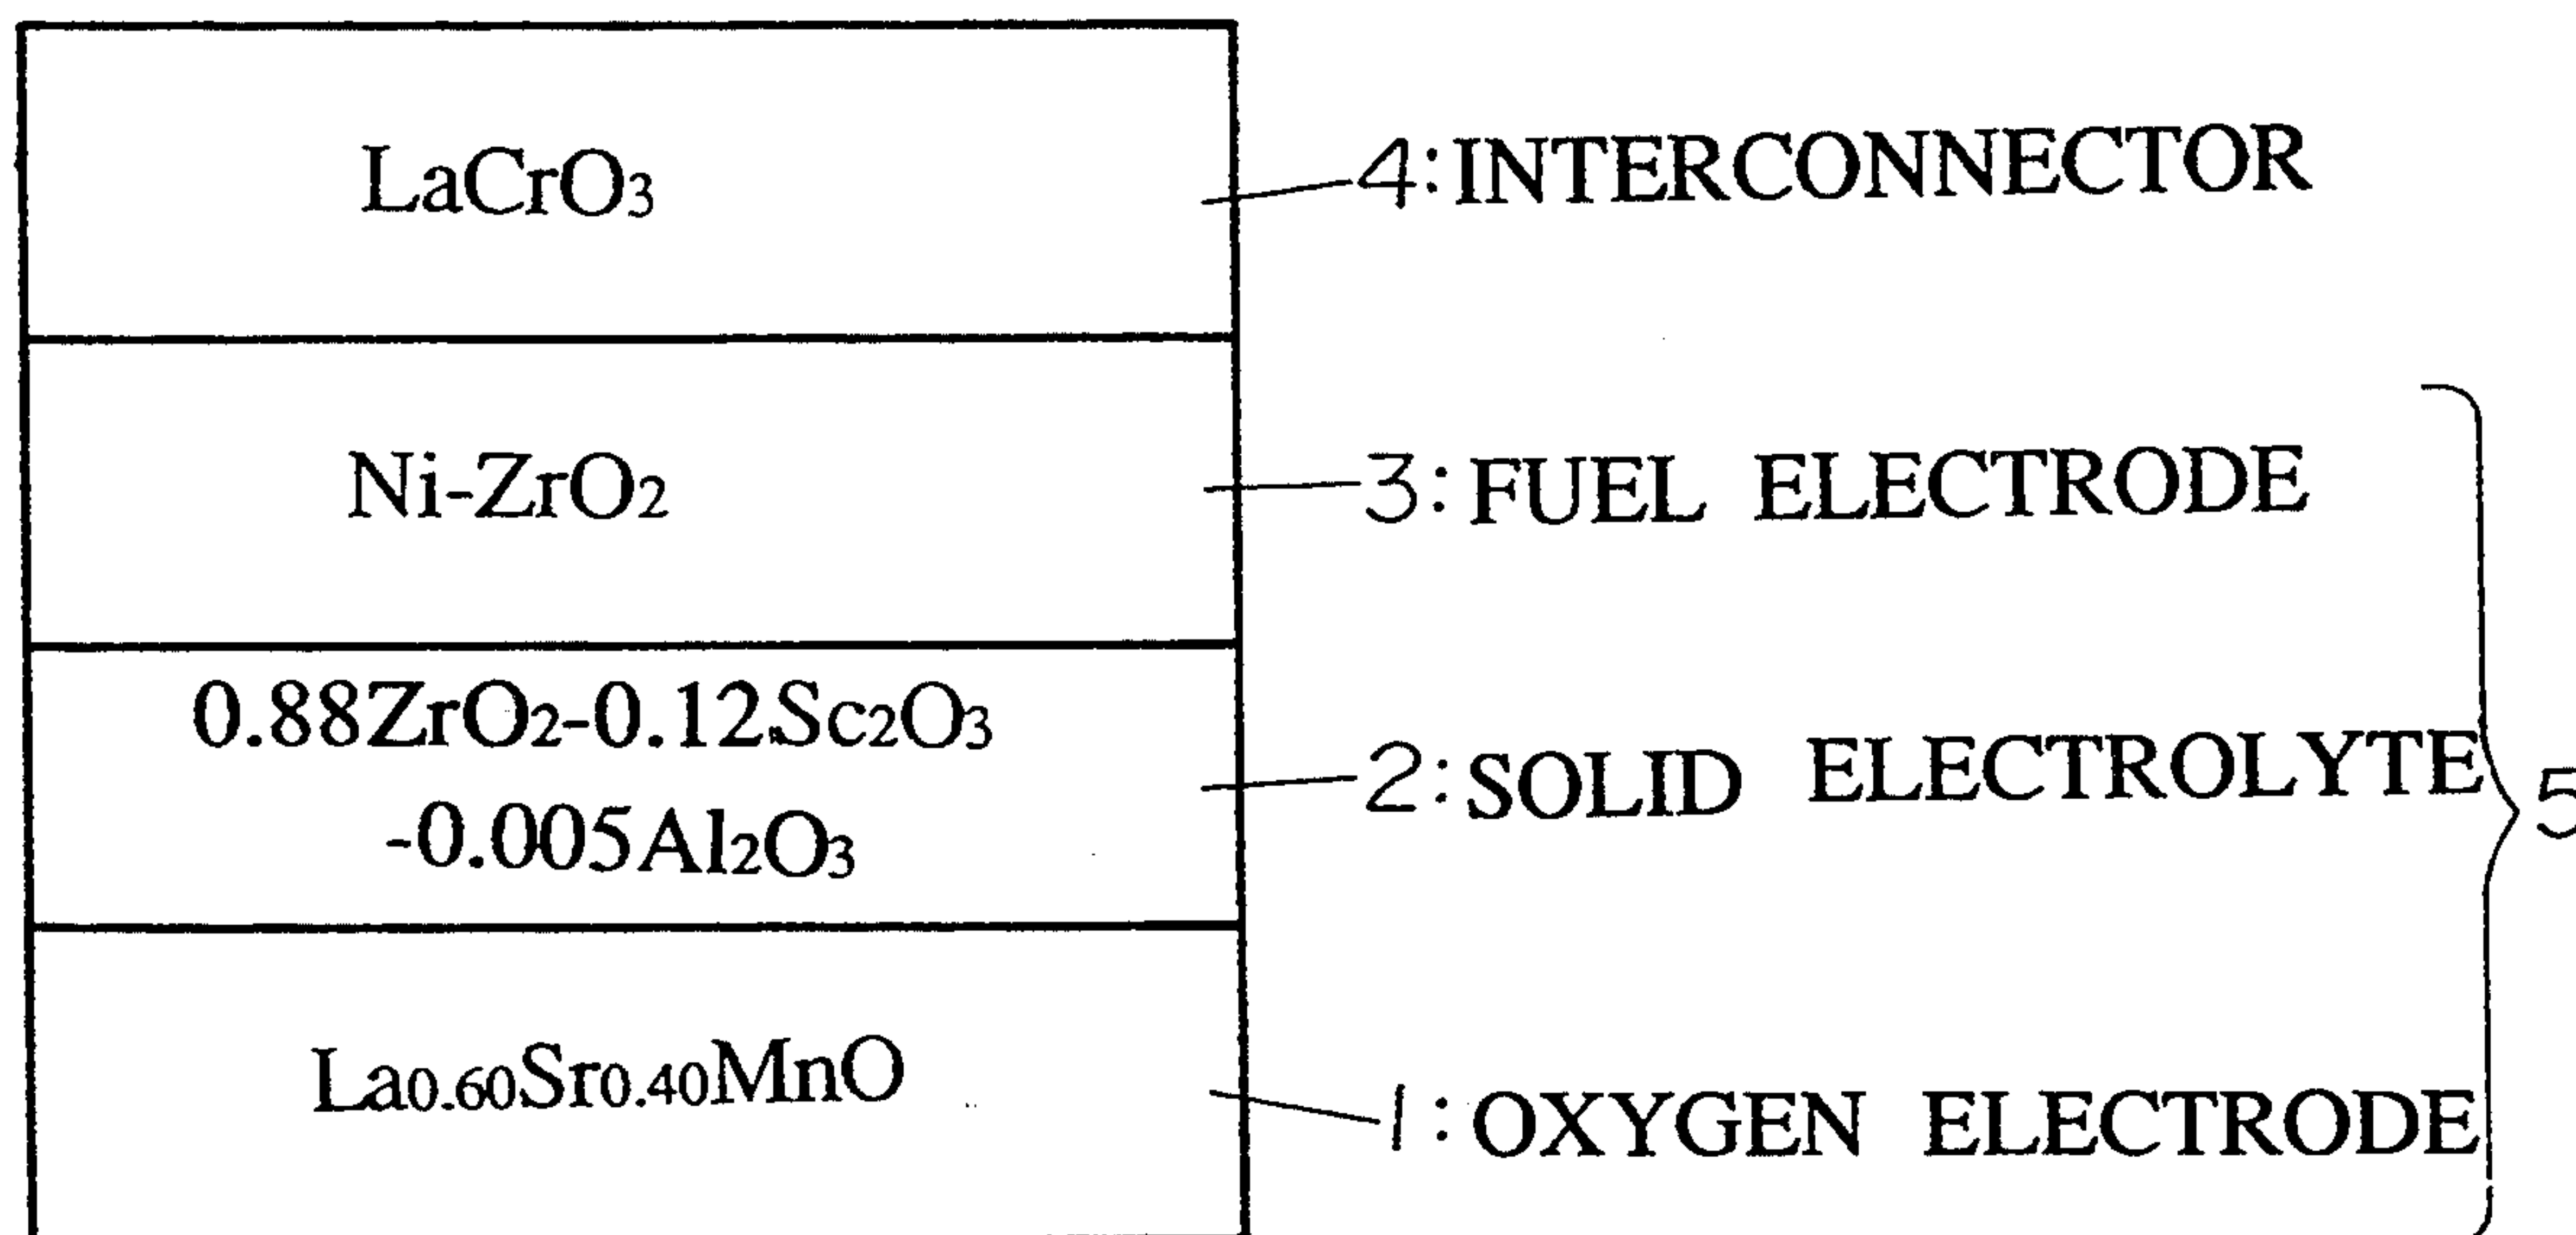 LaCrO3
4:INTERCONNECTOR
Ni-ZrO2
3:FUEL ELECTRODE
0.88ZrO2-0.12Sc2O3
-0.005Al2O3
2:SOLID ELECTROLYTE
5
La0.60Sr0.40MnO
1:OXYGEN ELECTRODE